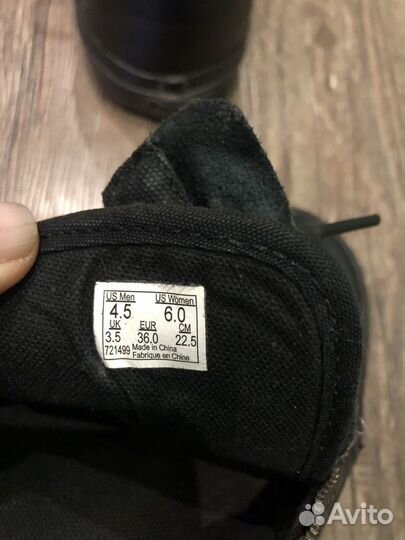 US Men US Women
4.5 6.0
UK EUR CM
3.5 36.0 22.5
721499 Made in China
Fabriqué en Chine
Avito